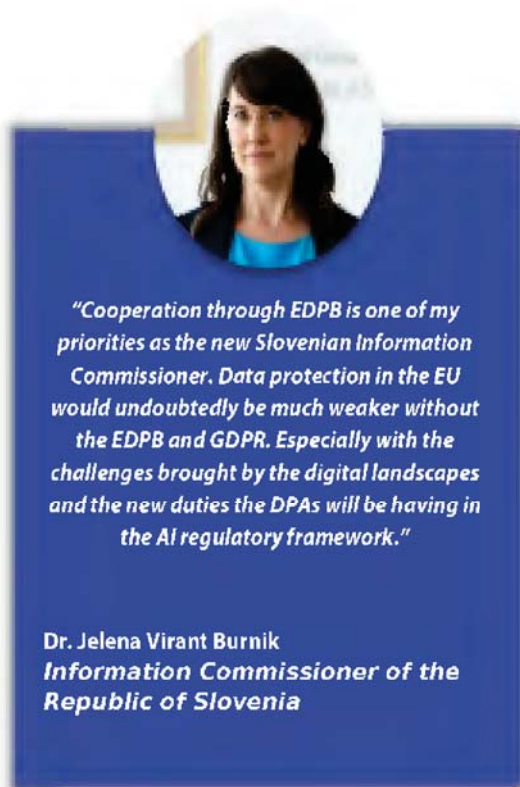 “Cooperation through EDPB is one of my
priorities as the new Slovenian Information
Commissioner. Data protection in the EU
would undoubtedly be much weaker without
the EDPB and GDPR. Especially with the
challenges brought by the digital landscapes
and the new duties the DPAs will be having in
the AI regulatory framework.”
Dr. Jelena Virant Burnik
Information Commissioner of the
Republic of Slovenia